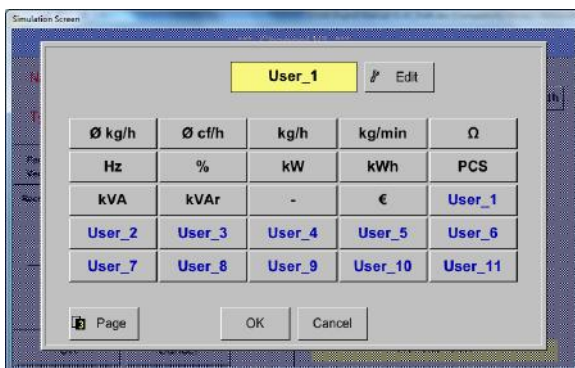 Simulation Screen
User_1 Edit
Ø kg/h Ø cf/h kg/h kg/min Ω
Hz % kW kWh PCS
kVA kVAr - € User_1
User_2 User_3 User_4 User_5 User_6
User_7 User_8 User_9 User_10 User_11
Page OK Cancel